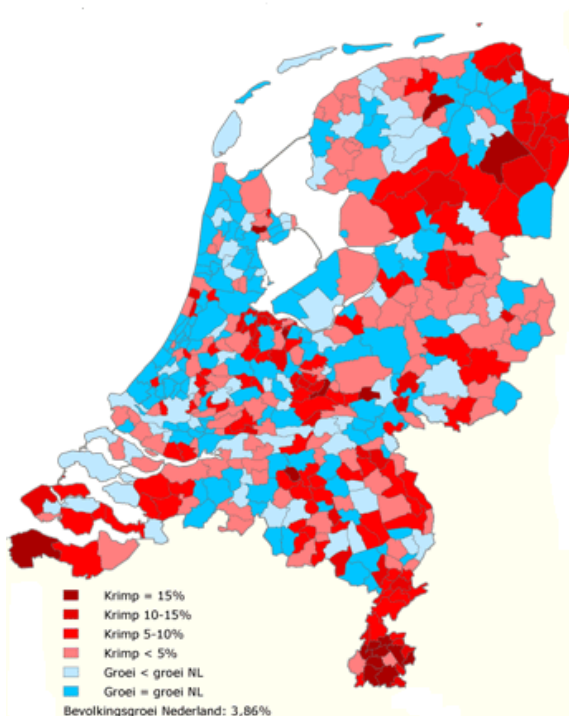 Krimp = 15%
Krimp 10-15%
Krimp 5-10%
Krimp < 5%
Groei < groei NL
Groei = groei NL
Bevolkingsgroei Nederland: 3,86%